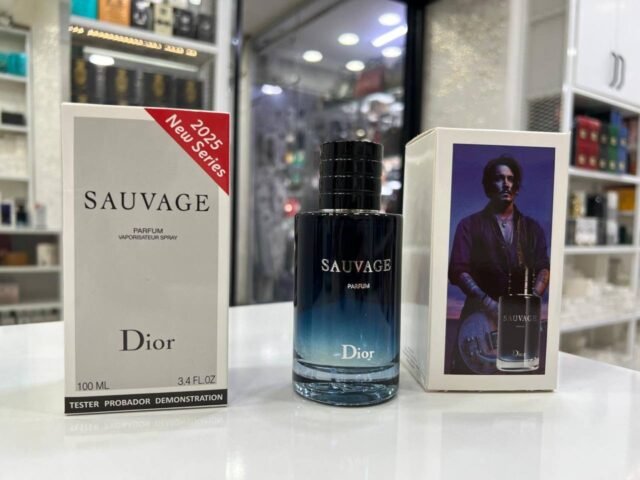 2025
New Series
SAUVAGE
PARFUM
VAPORISATEUR SPRAY
Dior
100 ML 3.4 FL.OZ
TESTER PROBADOR DEMONSTRATION
SAUVAGE
PARFUM
Dior
SAUVAGE
Dior